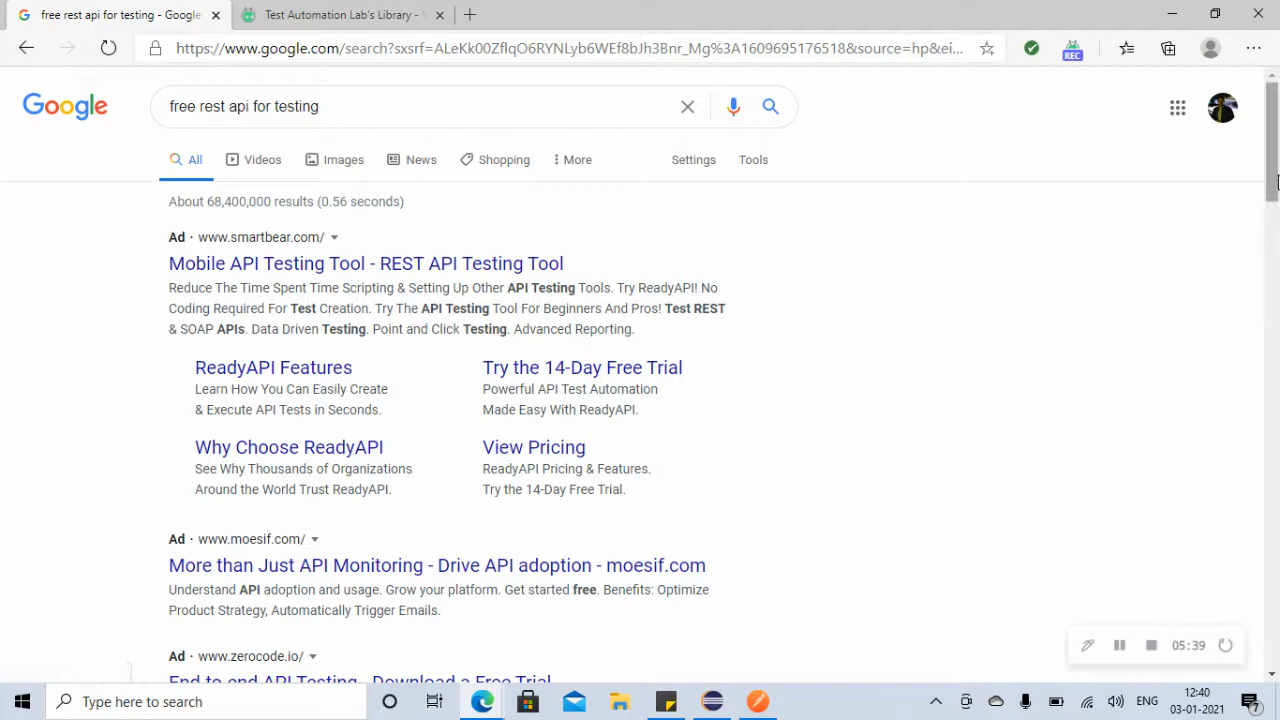 free rest api for testing - Google
Test Automation Lab's Library - S
https://www.google.com/search?sxsrf=ALeKk00ZflqO6RYNLyb6WEf8bJh3Bnr_Mg%3A1609695176518&source=hp&ei...
REC
Google
free rest api for testing
All
Videos
Images
News
Shopping
More
Settings
Tools
About 68,400,000 results (0.56 seconds)
Ad · www.smartbear.com/
Mobile API Testing Tool - REST API Testing Tool
Reduce The Time Spent Time Scripting & Setting Up Other API Testing Tools. Try ReadyAPI! No
Coding Required For Test Creation. Try The API Testing Tool For Beginners And Pros! Test REST
& SOAP APIs. Data Driven Testing. Point and Click Testing. Advanced Reporting.
ReadyAPI Features
Learn How You Can Easily Create
& Execute API Tests in Seconds.
Try the 14-Day Free Trial
Powerful API Test Automation
Made Easy With ReadyAPI.
Why Choose ReadyAPI
See Why Thousands of Organizations
Around the World Trust ReadyAPI.
View Pricing
ReadyAPI Pricing & Features.
Try the 14-Day Free Trial.
Ad · www.moesif.com/
More than Just API Monitoring - Drive API adoption - moesif.com
Understand API adoption and usage. Grow your platform. Get started free. Benefits: Optimize
Product Strategy, Automatically Trigger Emails.
Ad · www.zerocode.io/
End-to-end API Testing - Download a Free Trial
05:39
Type here to search
ENG
12:40
03-01-2021
7